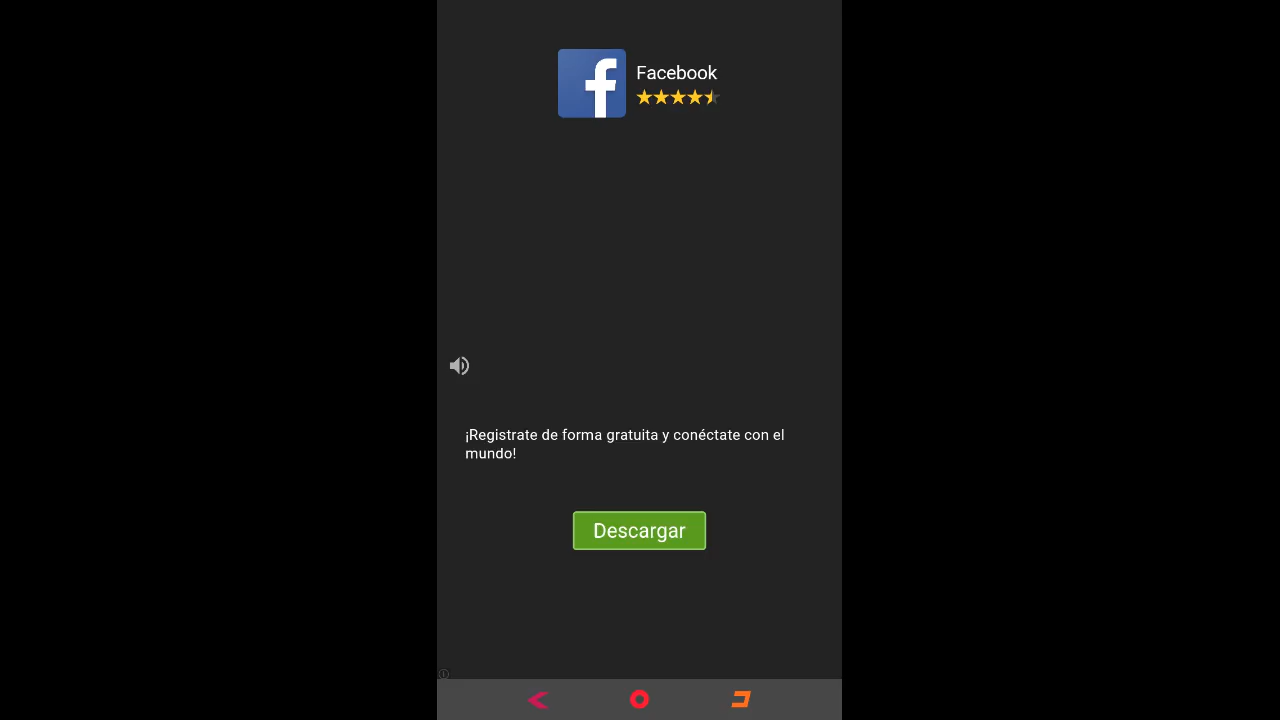 Facebook
¡Registrate de forma gratuita y conéctate con el
mundo!
Descargar